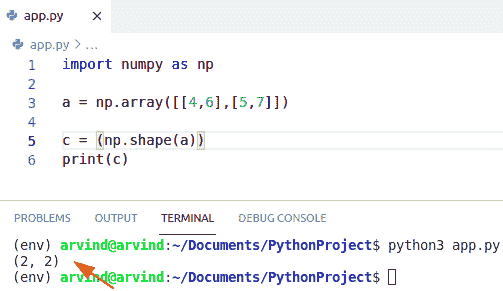 app.py ×
app.py > ...
1 import numpy as np
2
3 a = np.array([[4,6],[5,7]])
4
5 c = (np.shape(a))
6 print(c)
PROBLEMS OUTPUT TERMINAL DEBUG CONSOLE
(env) arvind@arvind:~/Documents/PythonProject$ python3 app.py
(2, 2)
(env) arvind@arvind:~/Documents/PythonProject$